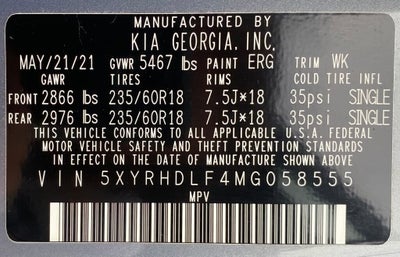 MANUFACTURED BY
KIA GEORGIA, INC.
MAY/21/21 GVWR 5467 lbs PAINT ERG TRIM WK
GAWR TIRES RIMS COLD TIRE INFL
FRONT 2866 lbs 235/60R18 7.5J*18 35psi SINGLE
REAR 2976 lbs 235/60R18 7.5J*18 35psi SINGLE
THIS VEHICLE CONFORMS TO ALL APPLICABLE U.S.A. FEDERAL
MOTOR VEHICLE SAFETY AND THEFT PREVENTION STANDARDS
IN EFFECT ON THE DATE OF MANUFACTURE SHOWN ABOVE
VIN 5XYRHDLF4MG058555
MPV